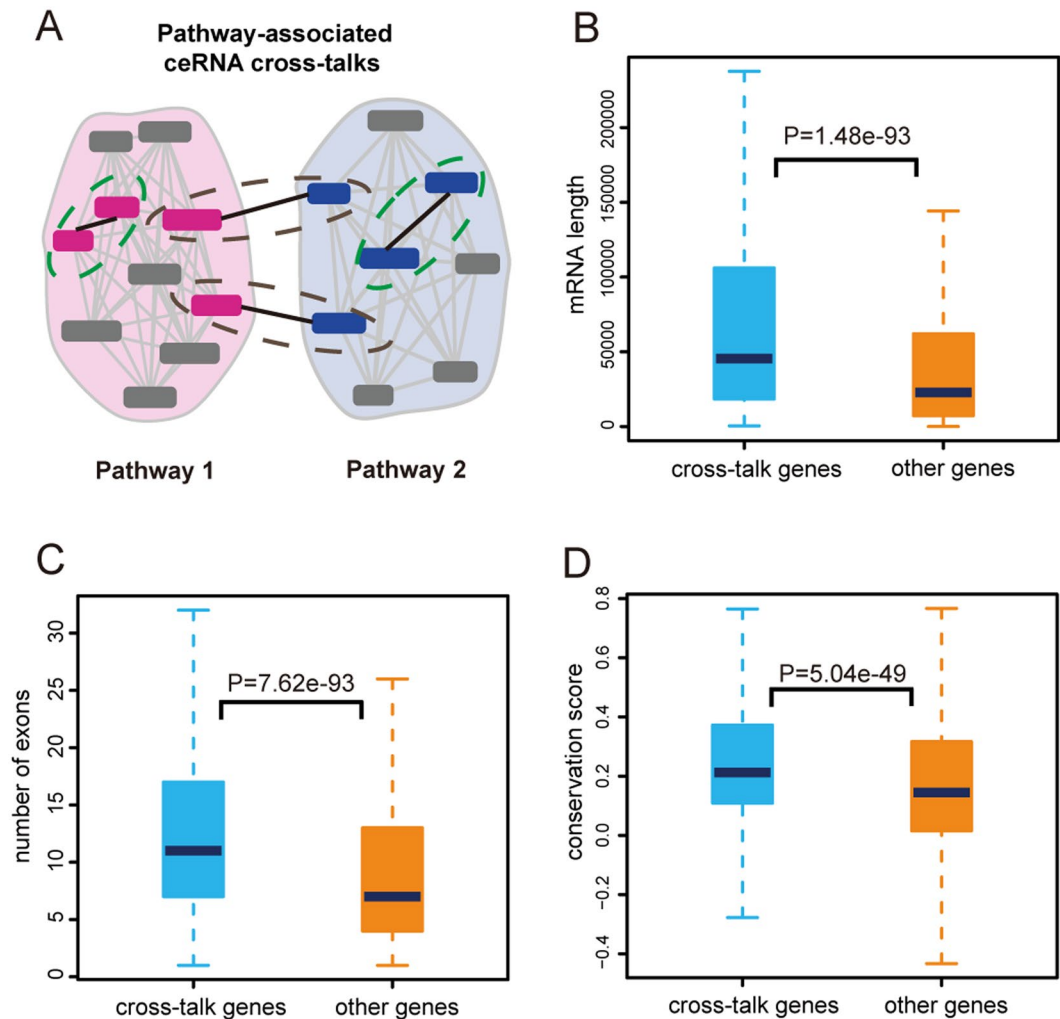 A
Pathway-associated
ceRNA cross-talks
Pathway 1
Pathway 2
B
mRNA length
200000
150000
100000
50000
0
P=1.48e-93
cross-talk genes
other genes
C
number of exons
30
25
20
15
10
5
0
P=7.62e-93
cross-talk genes
other genes
D
conservation score
0.8
0.6
0.4
0.2
0.0
−0.2
−0.4
P=5.04e-49
cross-talk genes
other genes